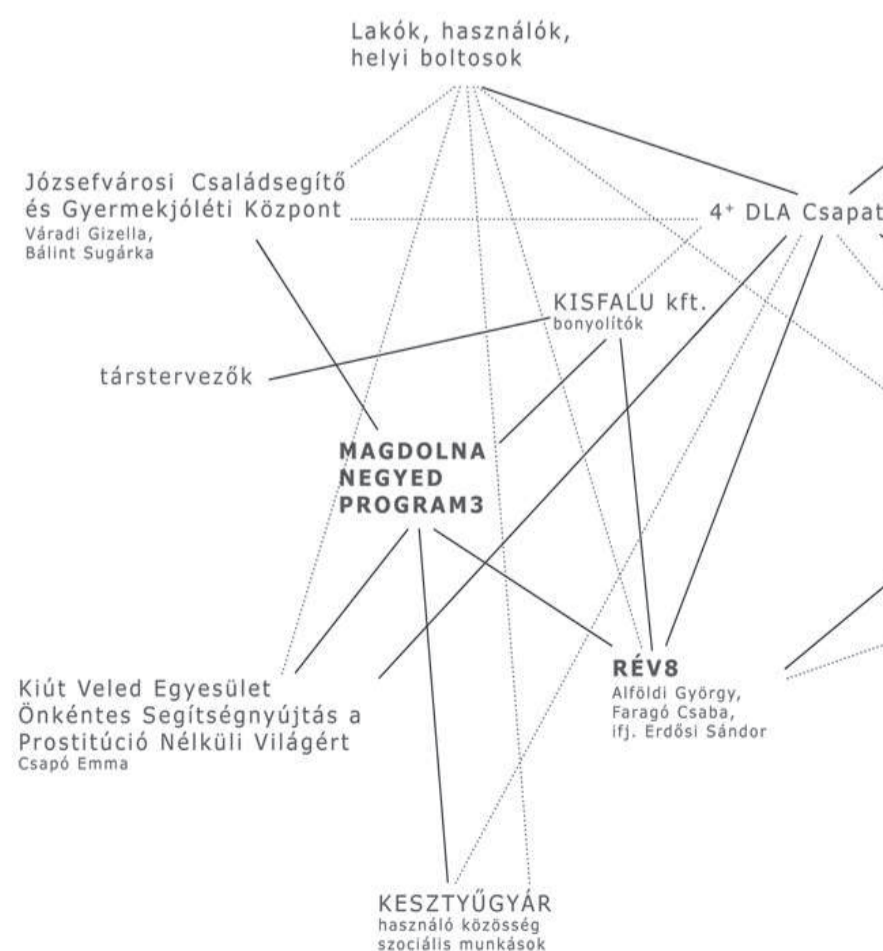 Lakók, használók,
helyi boltosok
Józsefvárosi Családsegítő
és Gyermekjóléti Központ
Váradi Gizella,
Bálint Sugárka
4+ DLA Csapat
KISFALU kft.
bonyolítók
társtervezők
MAGDOLNA
NEGYED
PROGRAM3
RÉV8
Alföldi György,
Faragó Csaba,
ifj. Erdősi Sándor
Kiút Veled Egyesület
Önkéntes Segítségnyújtás a
Prostitúció Nélküli Világért
Csapó Emma
KESZTYŰGYÁR
használó közösség
szociális munkások